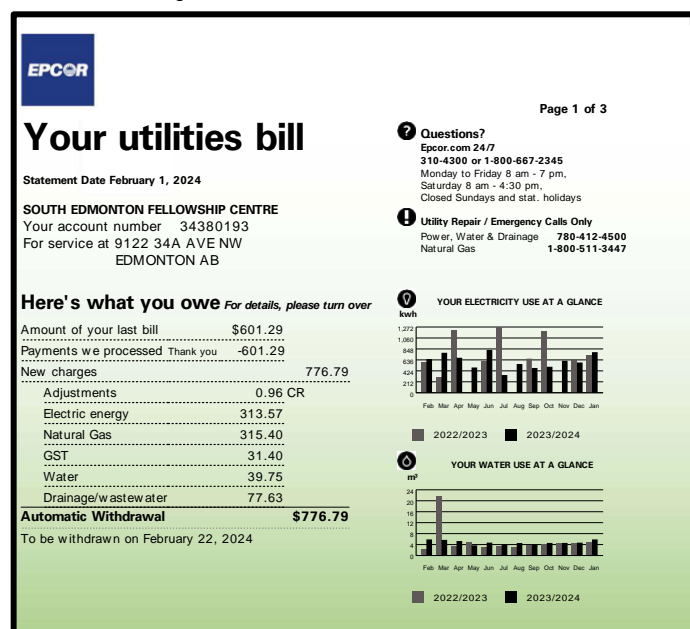 EPCOR
Page 1 of 3
Your utilities bill
Statement Date February 1, 2024
SOUTH EDMONTON FELLOWSHIP CENTRE
Your account number 34380193
For service at 9122 34A AVE NW
EDMONTON AB
Questions?
Epcor.com 24/7
310-4300 or 1-800-667-2345
Monday to Friday 8 am - 7 pm,
Saturday 8 am - 4:30 pm,
Closed Sundays and stat. holidays
Utility Repair / Emergency Calls Only
Power, Water & Drainage 780-412-4500
Natural Gas 1-800-511-3447
Here's what you owe For details, please turn over
Amount of your last bill $601.29
Payments we processed Thank you -601.29
New charges 776.79
Adjustments 0.96 CR
Electric energy 313.57
Natural Gas 315.40
GST 31.40
Water 39.75
Drainage/wastewater 77.63
Automatic Withdrawal $776.79
To be withdrawn on February 22, 2024
YOUR ELECTRICITY USE AT A GLANCE
kwh
1,272
1,060
848
636
424
212
0
Feb Mar Apr May Jun Jul Aug Sep Oct Nov Dec Jan
2022/2023 2023/2024
YOUR WATER USE AT A GLANCE
m³
24
20
16
12
8
4
0
Feb Mar Apr May Jun Jul Aug Sep Oct Nov Dec Jan
2022/2023 2023/2024